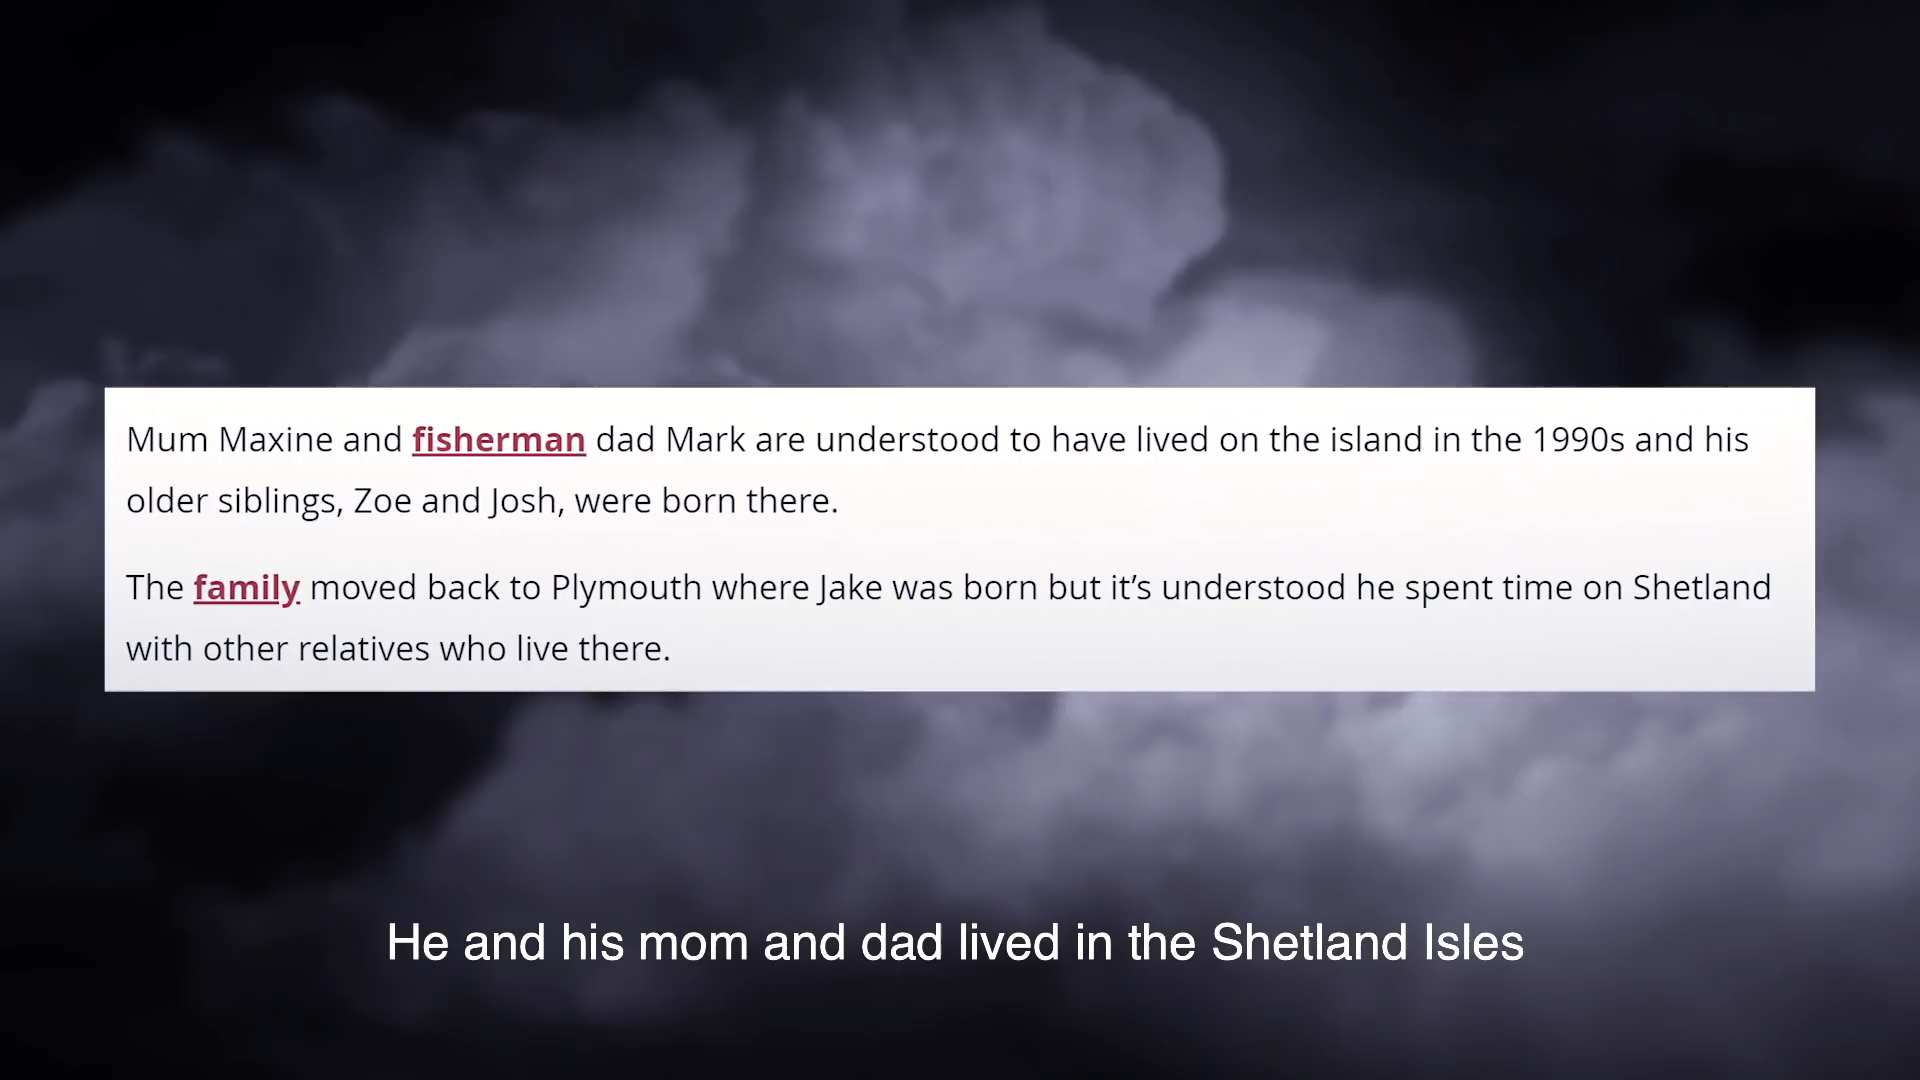 Mum Maxine and fisherman dad Mark are understood to have lived on the island in the 1990s and his
older siblings, Zoe and Josh, were born there.
The family moved back to Plymouth where Jake was born but it’s understood he spent time on Shetland
with other relatives who live there.
He and his mom and dad lived in the Shetland Isles